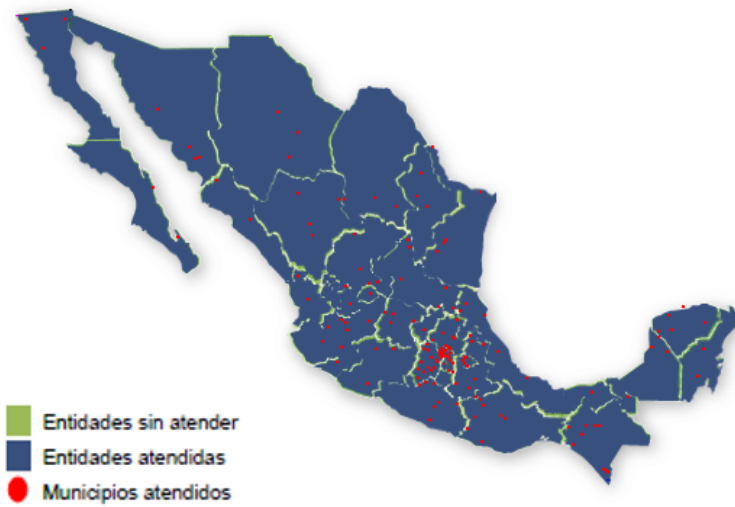 Entidades sin atender
Entidades atendidas
Municipios atendidos